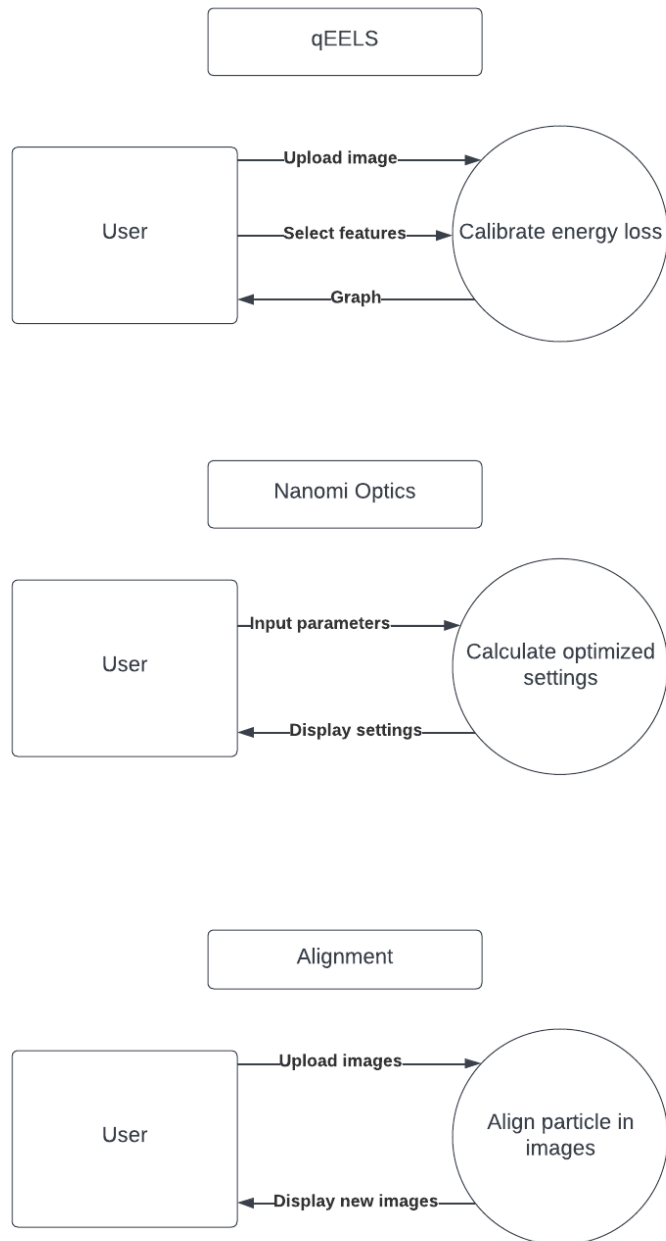 qEELS
User
Upload image
Select features
Graph
Calibrate energy loss
Nanomi Optics
User
Input parameters
Display settings
Calculate optimized
settings
Alignment
User
Upload images
Display new images
Align particle in
images